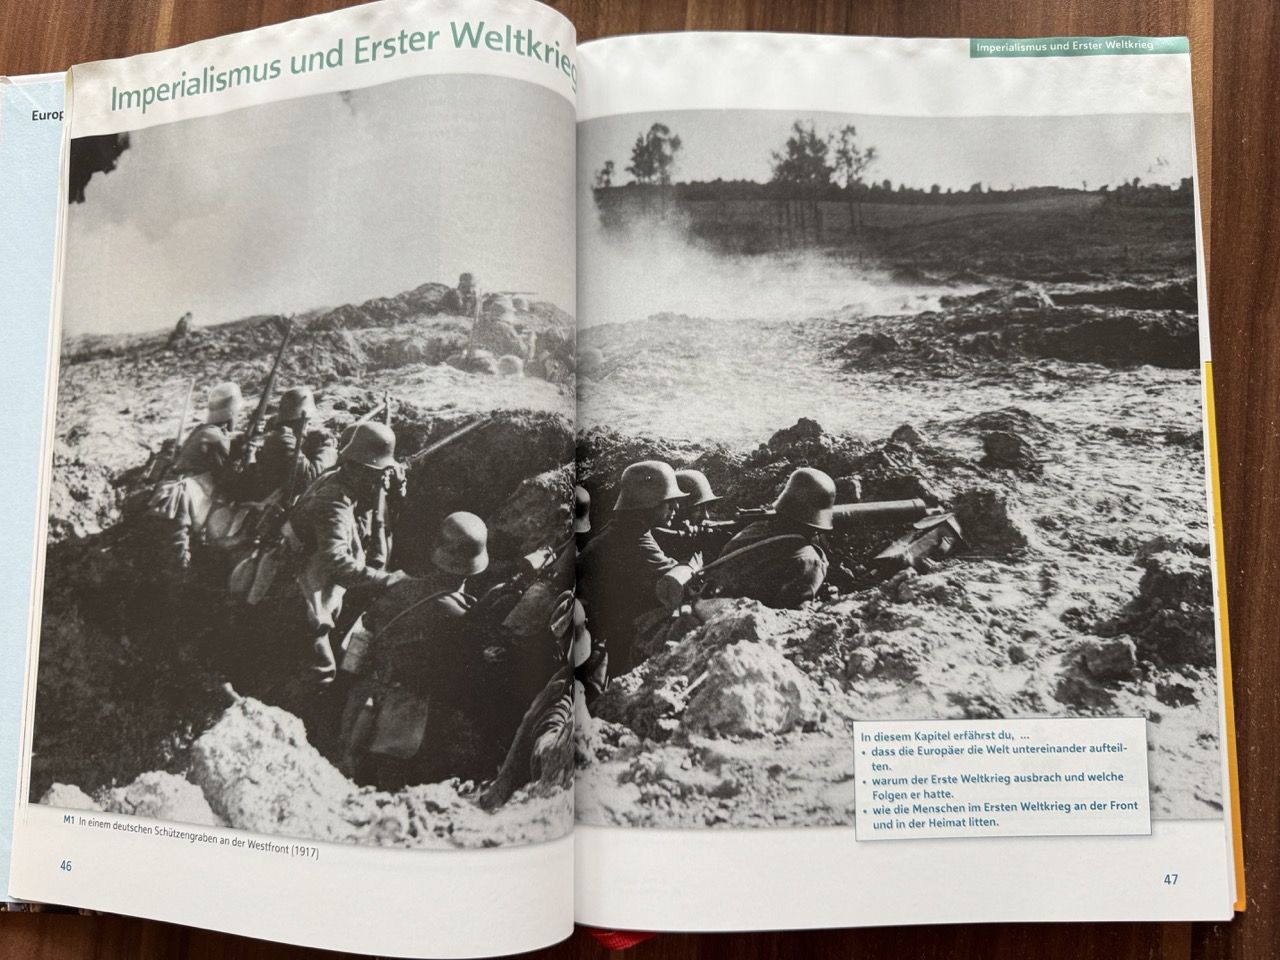 Europ
Imperialismus und Erster Weltkrieg
M1 In einem deutschen Schützengraben an der Westfront (1917)
46
Imperialismus und Erster Weltkrieg
In diesem Kapitel erfährst du, ...
• dass die Europäer die Welt untereinander aufteil-
ten.
• warum der Erste Weltkrieg ausbrach und welche
Folgen er hatte.
• wie die Menschen im Ersten Weltkrieg an der Front
und in der Heimat litten.
47